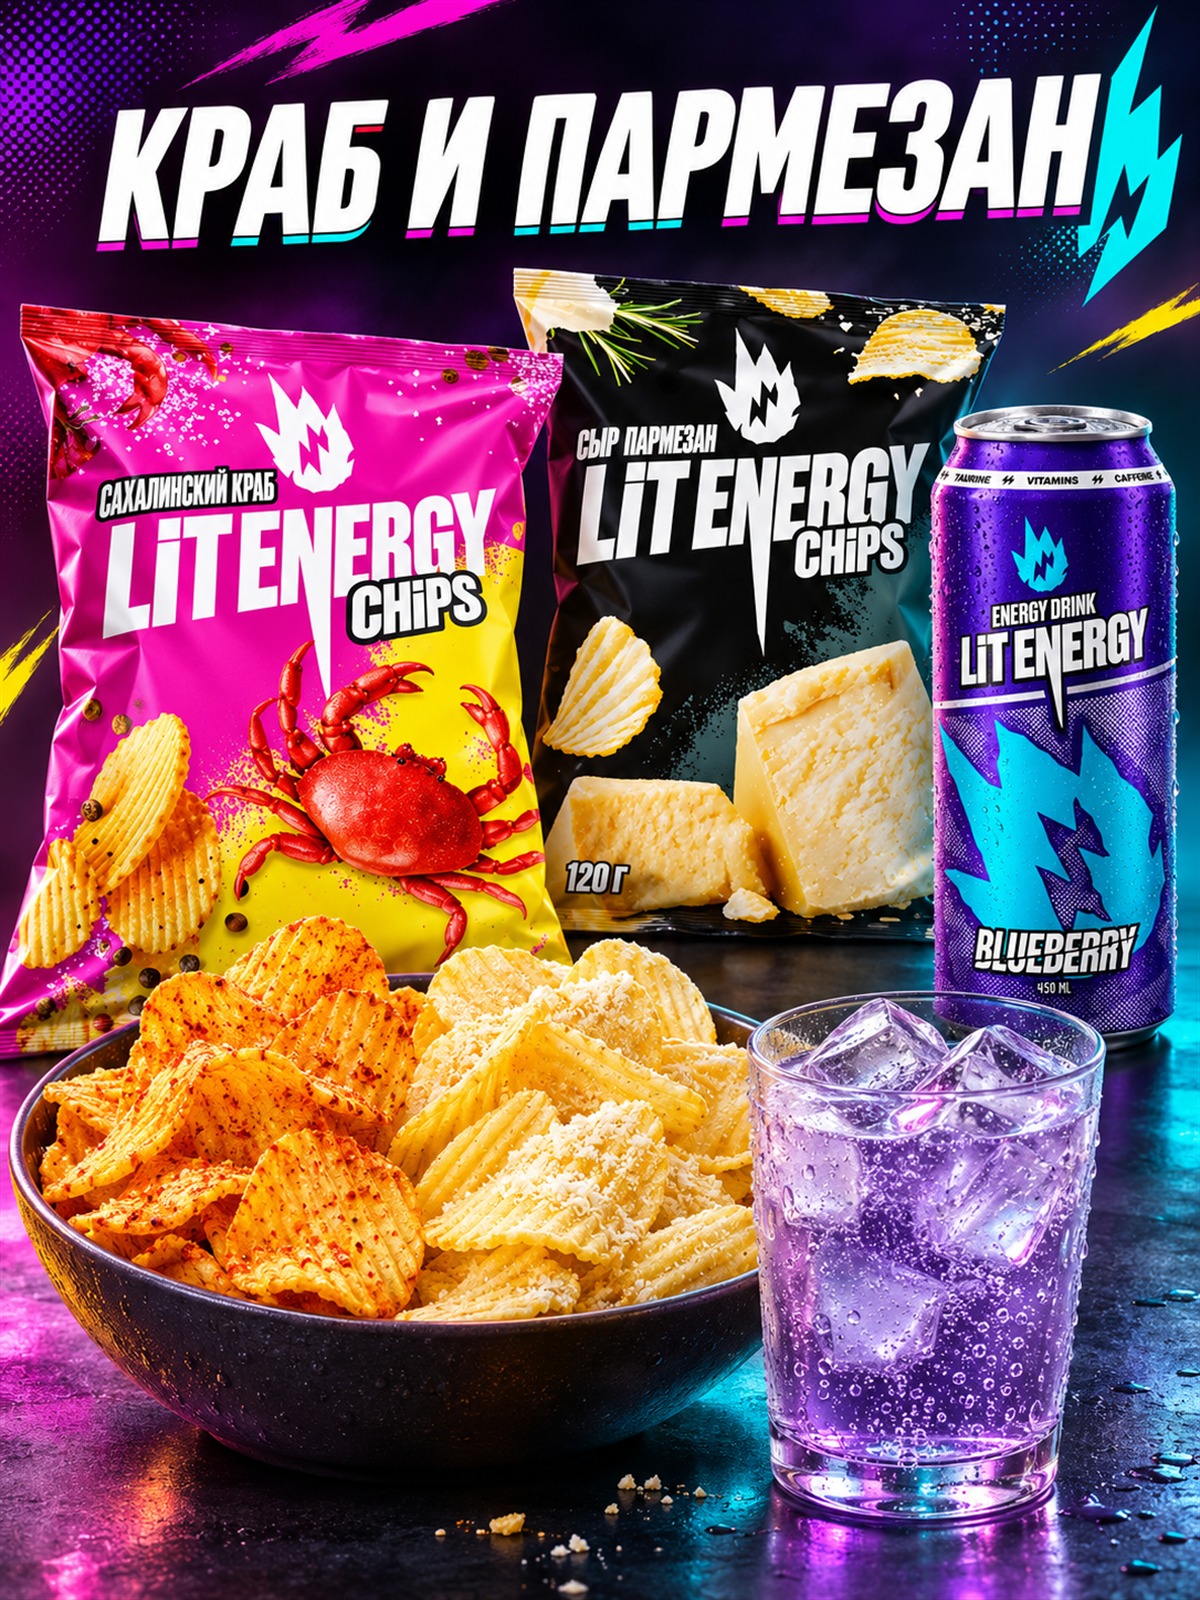 КРАБ И ПАРМЕЗАН
САХАЛИНСКИЙ КРАБ
LiT ENERGY
CHiPS
СЫР ПАРМЕЗАН
LiT ENERGY
CHiPS
120 Г
TAURINE VITAMINS CAFFEINE
ENERGY DRINK
LiT ENERGY
BLUEBERRY
450 ML